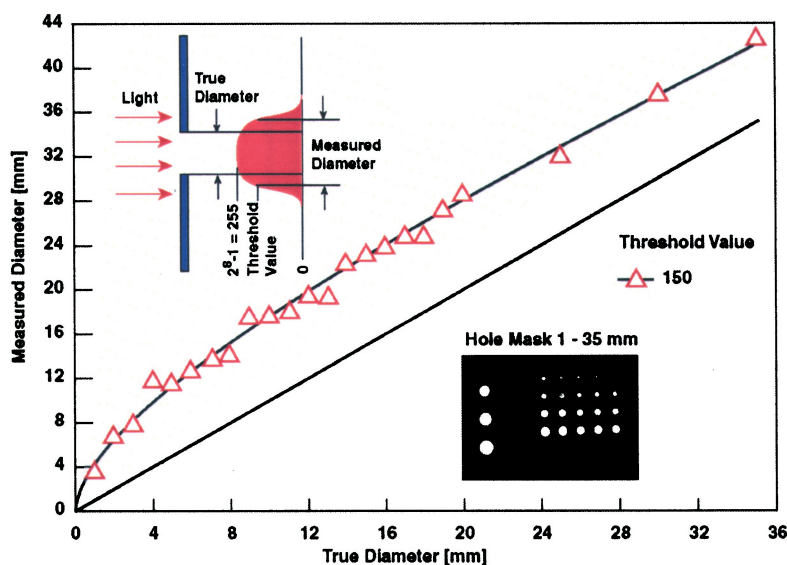 44
40
36
32
28
24
20
16
12
8
4
0
Measured Diameter [mm]
0
4
8
12
16
20
24
28
32
36
True Diameter [mm]
Light
True
Diameter
Measured
Diameter
2⁸-1 = 255
Threshold
Value
0
Threshold Value
150
Hole Mask 1 - 35 mm